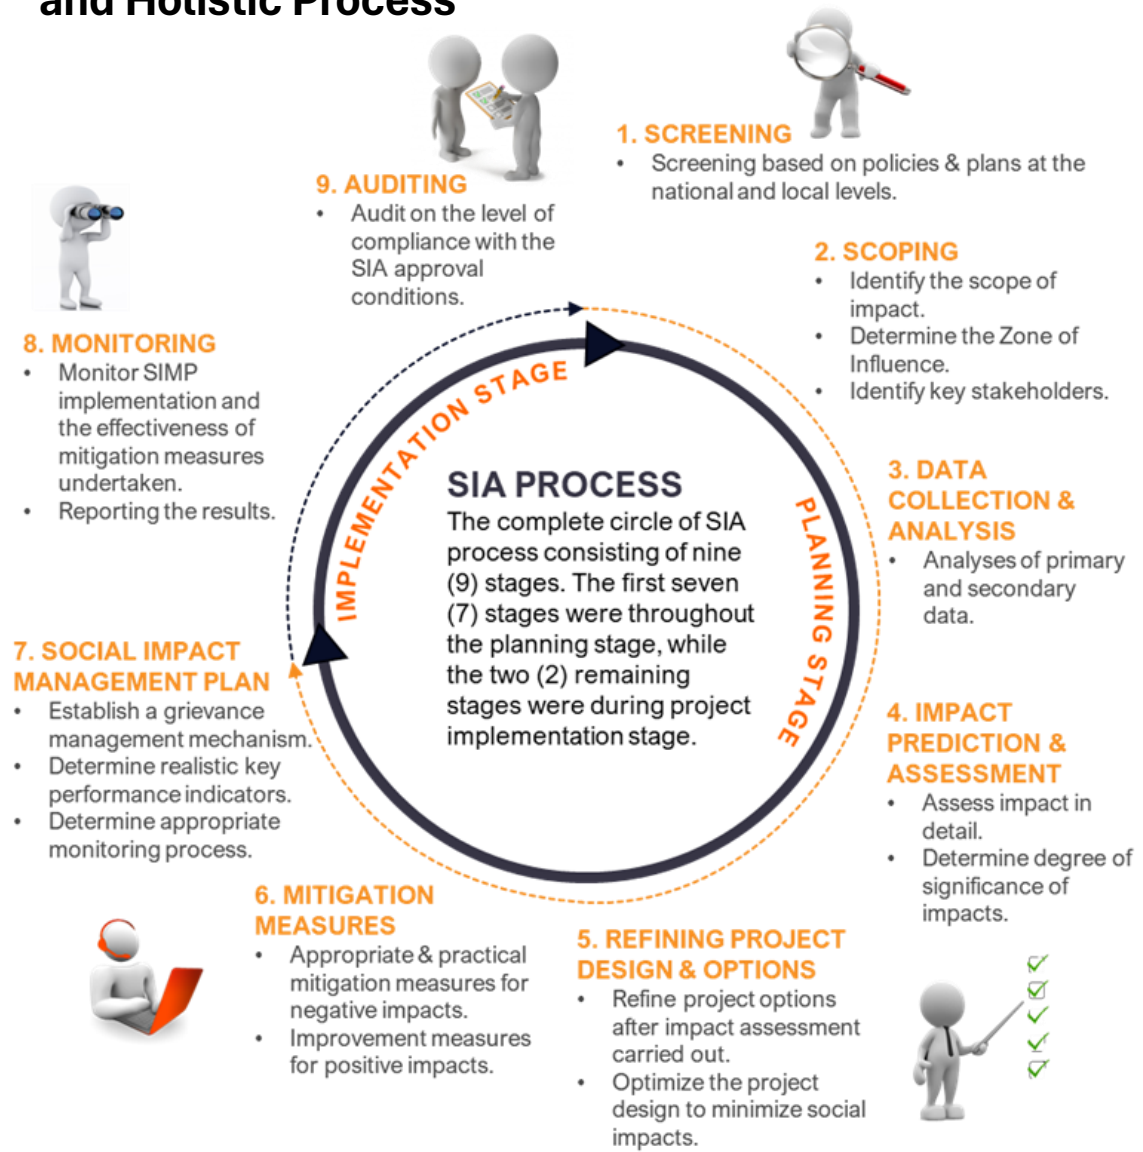 and Holistic Process
1. SCREENING
• Screening based on policies & plans at the
national and local levels.
2. SCOPING
• Identify the scope of
impact.
• Determine the Zone of
Influence.
• Identify key stakeholders.
3. DATA
COLLECTION &
ANALYSIS
• Analyses of primary
and secondary
data.
4. IMPACT
PREDICTION &
ASSESSMENT
• Assess impact in
detail.
• Determine degree of
significance of
impacts.
5. REFINING PROJECT
DESIGN & OPTIONS
• Refine project options
after impact assessment
carried out.
• Optimize the project
design to minimize social
impacts.
6. MITIGATION
MEASURES
• Appropriate & practical
mitigation measures for
negative impacts.
• Improvement measures
for positive impacts.
7. SOCIAL IMPACT
MANAGEMENT PLAN
• Establish a grievance
management mechanism.
• Determine realistic key
performance indicators.
• Determine appropriate
monitoring process.
8. MONITORING
• Monitor SIMP
implementation and
the effectiveness of
mitigation measures
undertaken.
• Reporting the results.
9. AUDITING
• Audit on the level of
compliance with the
SIA approval
conditions.
IMPLEMENTATION STAGE
PLANNING STAGE
SIA PROCESS
The complete circle of SIA
process consisting of nine
(9) stages. The first seven
(7) stages were throughout
the planning stage, while
the two (2) remaining
stages were during project
implementation stage.